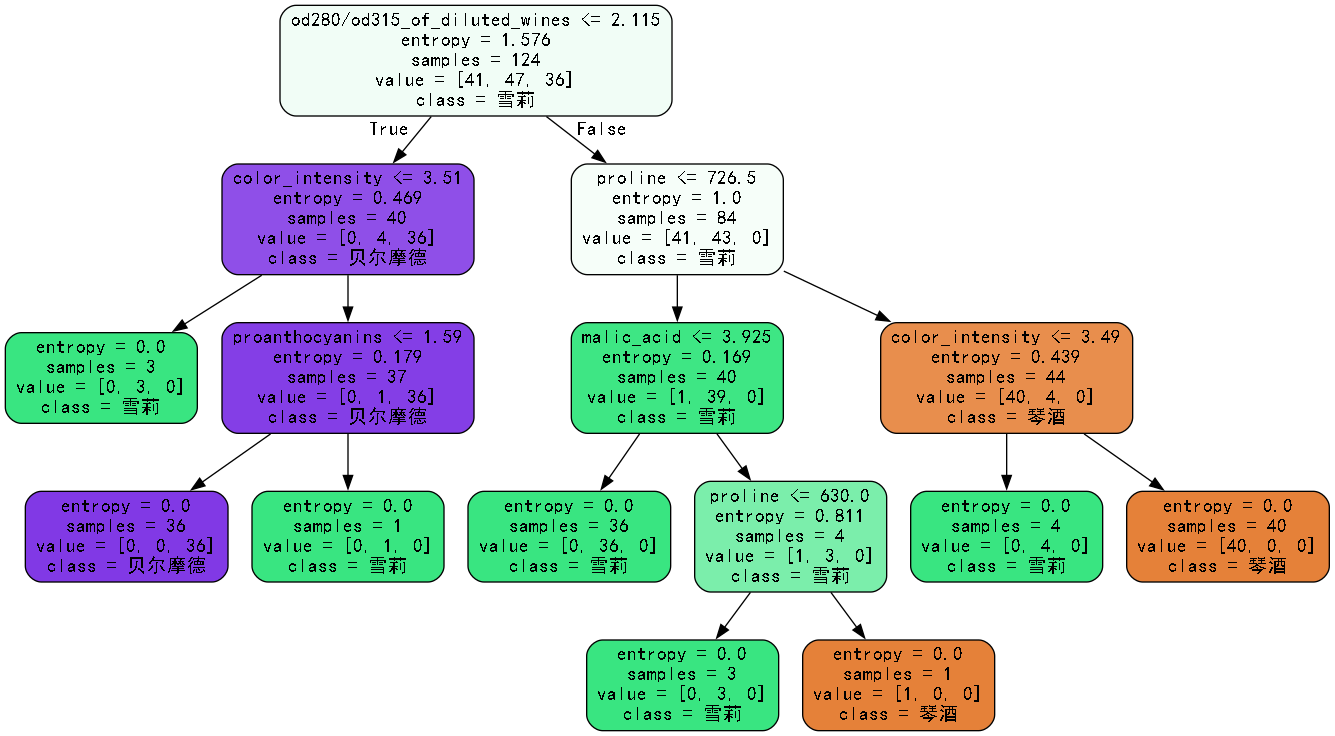 od280/od315_of_diluted_wines <= 2.115
entropy = 1.576
samples = 124
value = [41, 47, 36]
class = 雪莉
True
False
color_intensity <= 3.51
entropy = 0.469
samples = 40
value = [0, 4, 36]
class = 贝尔摩德
proline <= 726.5
entropy = 1.0
samples = 84
value = [41, 43, 0]
class = 雪莉
entropy = 0.0
samples = 3
value = [0, 3, 0]
class = 雪莉
proanthocyanins <= 1.59
entropy = 0.179
samples = 37
value = [0, 1, 36]
class = 贝尔摩德
malic_acid <= 3.925
entropy = 0.169
samples = 40
value = [1, 39, 0]
class = 雪莉
color_intensity <= 3.49
entropy = 0.439
samples = 44
value = [40, 4, 0]
class = 琴酒
entropy = 0.0
samples = 36
value = [0, 0, 36]
class = 贝尔摩德
entropy = 0.0
samples = 1
value = [0, 1, 0]
class = 雪莉
entropy = 0.0
samples = 36
value = [0, 36, 0]
class = 雪莉
proline <= 630.0
entropy = 0.811
samples = 4
value = [1, 3, 0]
class = 雪莉
entropy = 0.0
samples = 4
value = [0, 4, 0]
class = 雪莉
entropy = 0.0
samples = 40
value = [40, 0, 0]
class = 琴酒
entropy = 0.0
samples = 3
value = [0, 3, 0]
class = 雪莉
entropy = 0.0
samples = 1
value = [1, 0, 0]
class = 琴酒